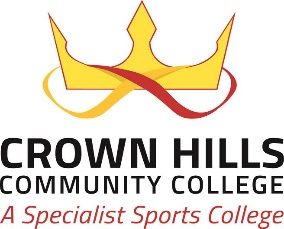 CROWN HILLS
COMMUNITY COLLEGE
A Specialist Sports College